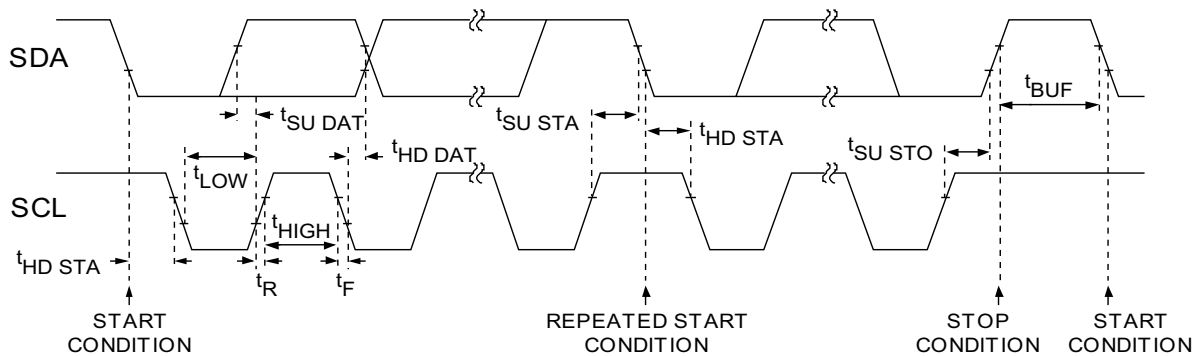 SDA
tSU DAT
tHD DAT
tSU STA
tHD STA
tSU STO
tBUF
SCL
tLOW
tHIGH
tHD STA
tR
tF
START
CONDITION
REPEATED START
CONDITION
STOP
CONDITION
START
CONDITION